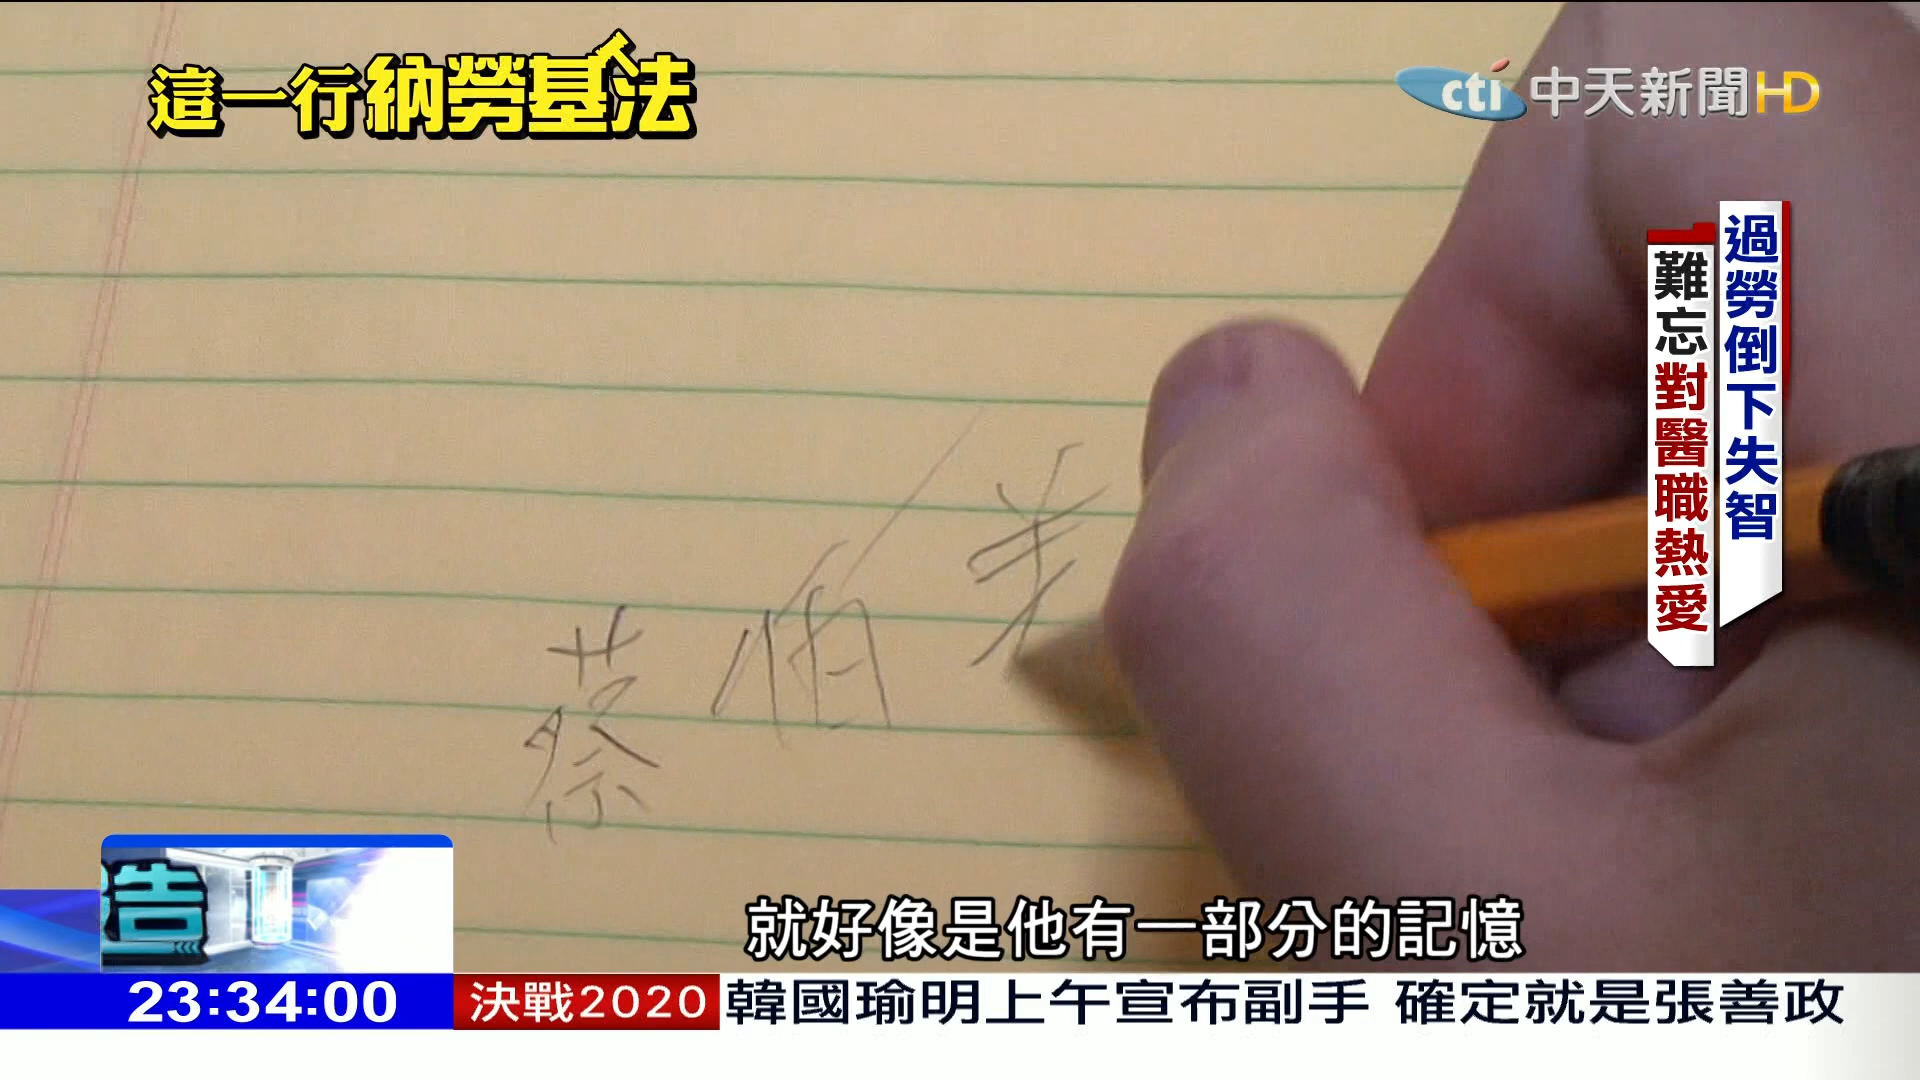 這一行納勞基法
cti中天新聞HD
過勞倒下失智
難忘對醫職熱愛
蔡伯羌
告
就好像是他有一部分的記憶
23:34:00
決戰2020
韓國瑜明上午宣布副手 確定就是張善政